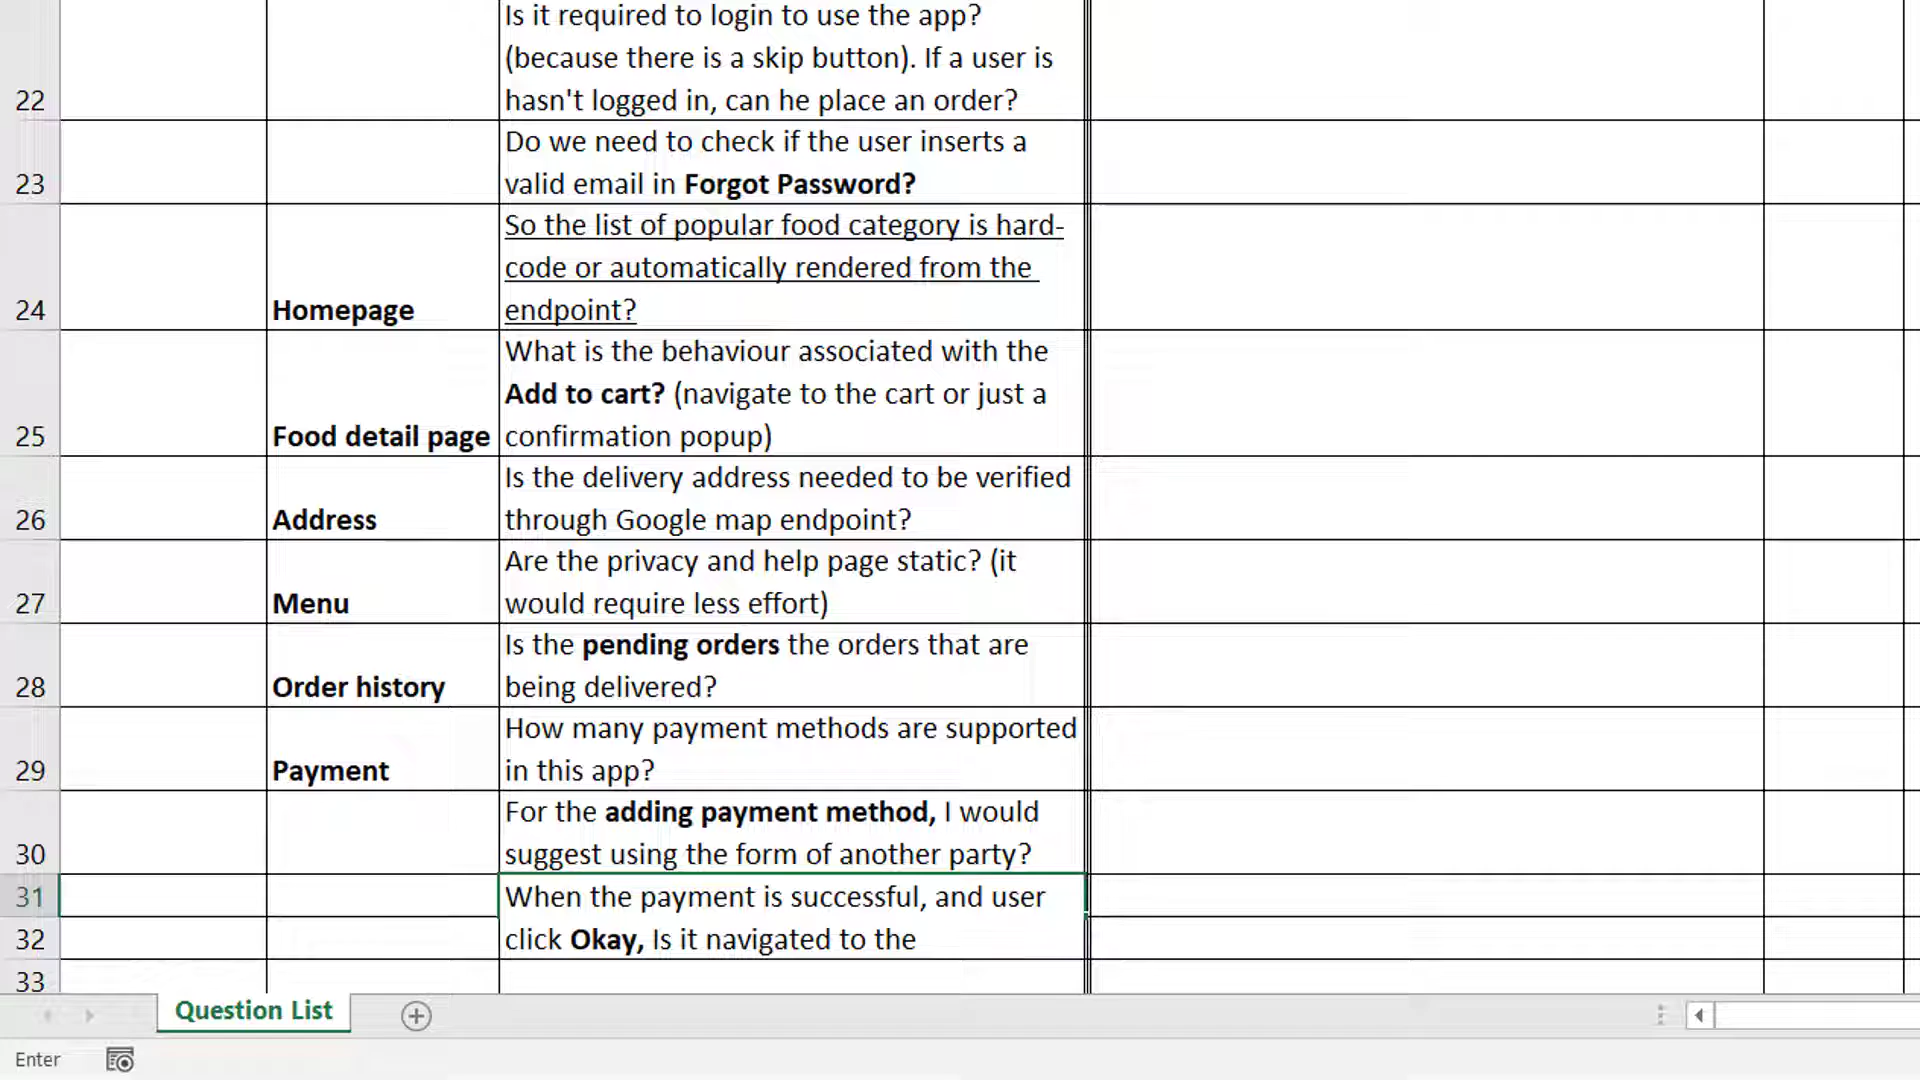 Is it required to login to use the app?
(because there is a skip button). If a user is
22 hasn't logged in, can he place an order?
Do we need to check if the user inserts a
23 valid email in Forgot Password?
So the list of popular food category is hard-
code or automatically rendered from the
24 Homepage endpoint?
What is the behaviour associated with the
Add to cart? (navigate to the cart or just a
25 Food detail page confirmation popup)
Is the delivery address needed to be verified
26 Address through Google map endpoint?
Are the privacy and help page static? (it
27 Menu would require less effort)
Is the pending orders the orders that are
28 Order history being delivered?
How many payment methods are supported
29 Payment in this app?
For the adding payment method, I would
30 suggest using the form of another party?
31 When the payment is successful, and user
32 click Okay, Is it navigated to the
33
Question List
Enter